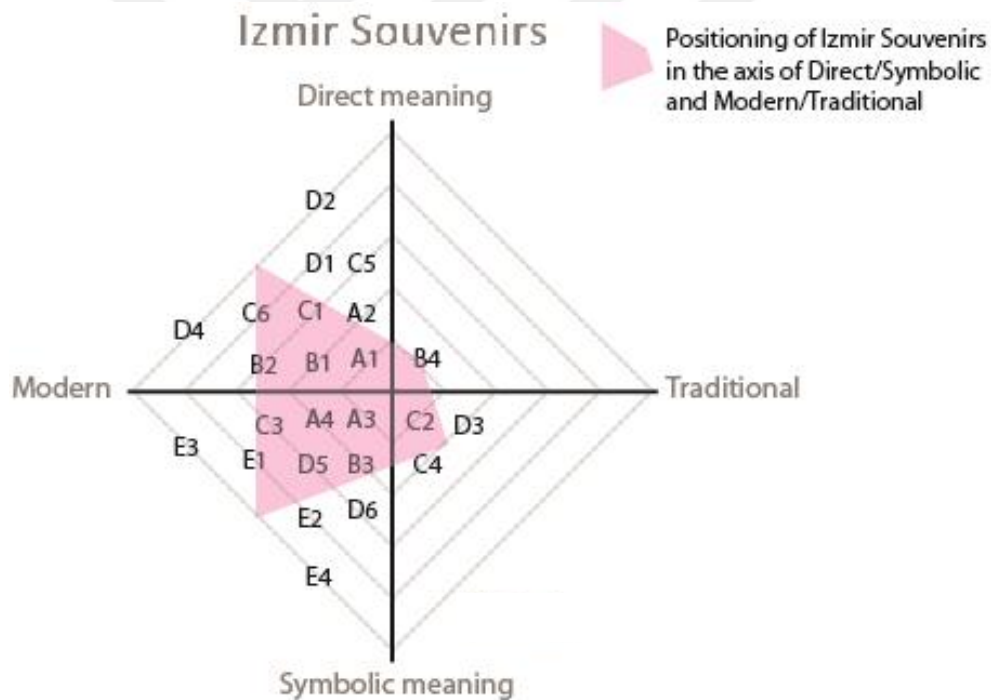 Izmir Souvenirs
Positioning of Izmir Souvenirs
in the axis of Direct/Symbolic
and Modern/Traditional
Direct meaning
D2
D1 C5
C6 C1 A2
D4
B2 B1 A1 B4
Modern Traditional
C3 A4 A3 C2 D3
E3 E1 D5 B3 C4
E2 D6
E4
Symbolic meaning